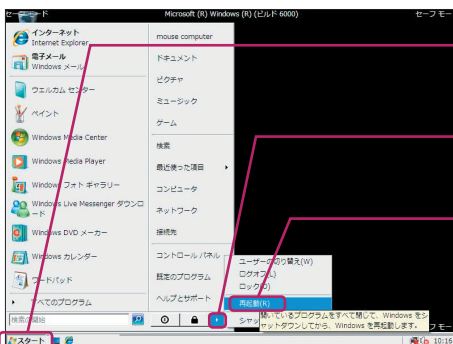 セーフモード
Microsoft (R) Windows (R) (ビルド 6000)
セーフ モー
インターネット
Internet Explorer
電子メール
Windows メール
ウェルカム センター
ペイント
Windows Media Center
Windows Media Player
Windows フォト ギャラリー
Windows Live Messenger ダウンロ
ード
Windows DVD メーカー
Windows カレンダー
ワードパッド
すべてのプログラム
検索の開始
mouse computer
ドキュメント
ピクチャ
ミュージック
ゲーム
検索
最近使った項目
コンピュータ
ネットワーク
接続先
コントロール パネル
既定のプログラム
ヘルプとサポート
ユーザーの切り替え(W)
ログオフ(L)
ロック(O)
再起動(R)
シャッ
開いているプログラムをすべて閉じて、Windows をシ
ャットダウンしてから、Windows を再起動します。
フ モー
スタート
10:16